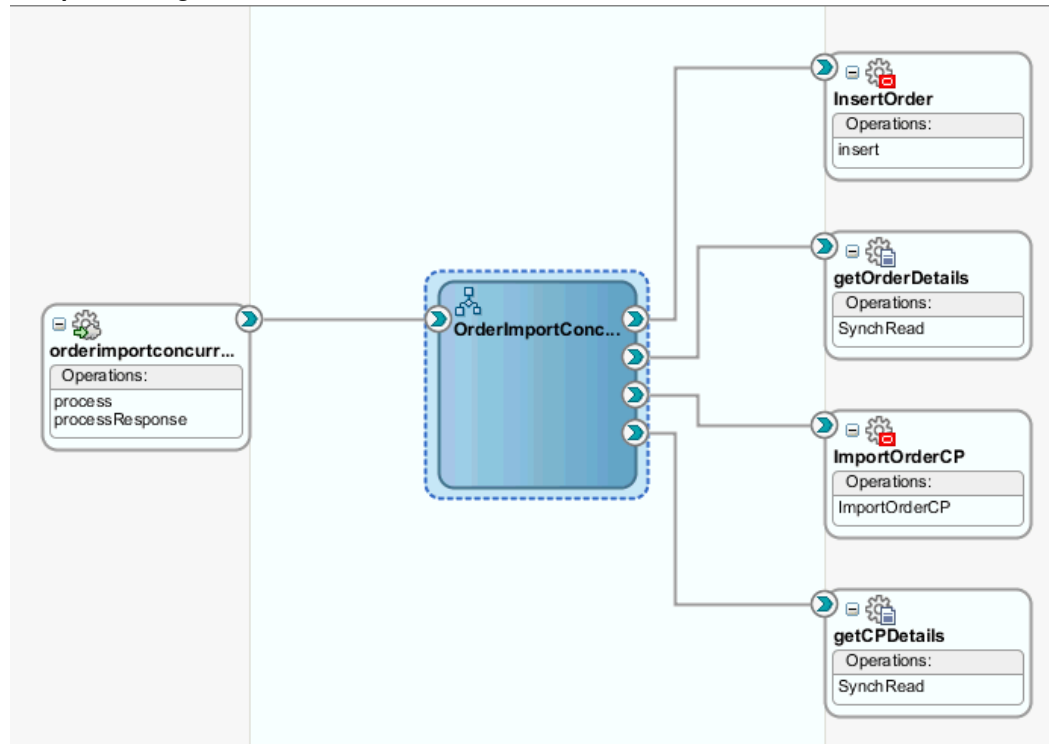 orderimportconcurr...
Operations:
process
processResponse
OrderImportConc...
InsertOrder
Operations:
insert
getOrderDetails
Operations:
SynchRead
ImportOrderCP
Operations:
ImportOrderCP
getCPDetails
Operations:
SynchRead